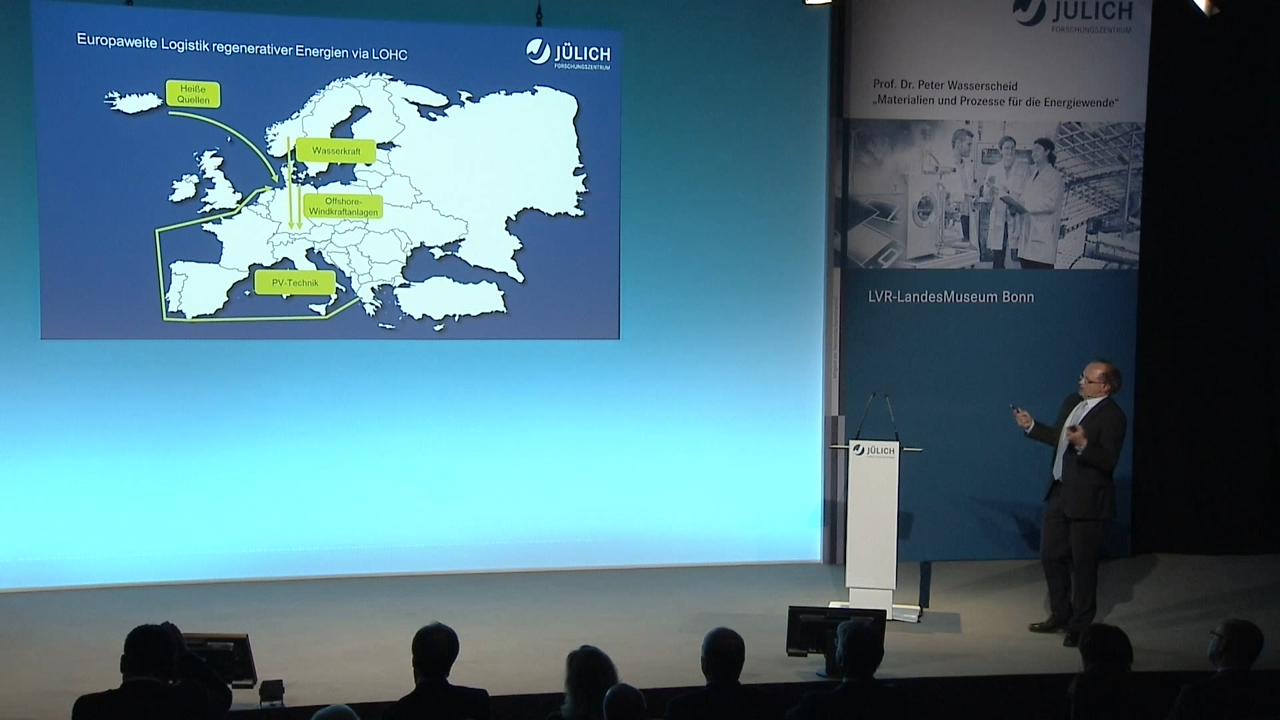 Europaweite Logistik regenerativer Energien via LOHC
JÜLICH
FORSCHUNGSZENTRUM
Heiße
Quellen
Wasserkraft
Offshore-
Windkraftanlagen
PV-Technik
JÜLICH
FORSCHUNGSZENTRUM
Prof. Dr. Peter Wasserscheid
„Materialien und Prozesse für die Energiewende“
LVR-LandesMuseum Bonn
JÜLICH